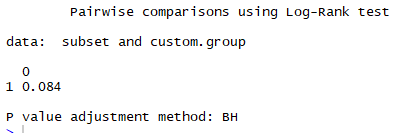 Pairwise comparisons using Log-Rank test
data:  subset and custom.group
0
1 0.084
P value adjustment method: BH
>